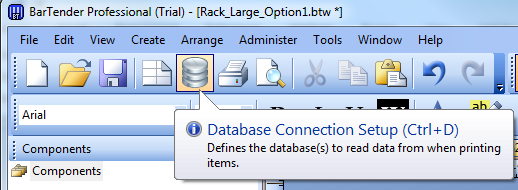 BarTender Professional (Trial) - [Rack_Large_Option1.btw *]
File Edit View Create Arrange Administer Tools Window Help
Arial
Database Connection Setup (Ctrl+D)
Defines the database(s) to read data from when printing
items.
Components
Components